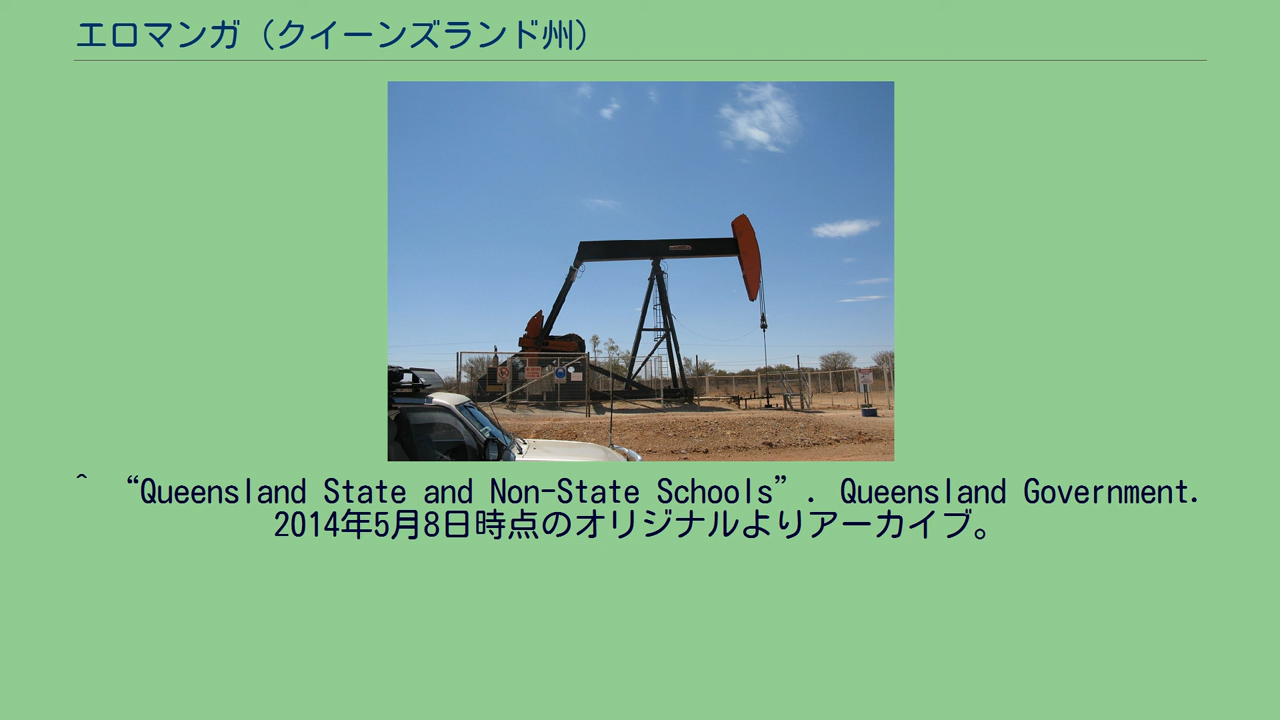 エロマンガ（クイーンズランド州）
^ “Queensland State and Non-State Schools”. Queensland Government.
2014年5月8日時点のオリジナルよりアーカイブ。